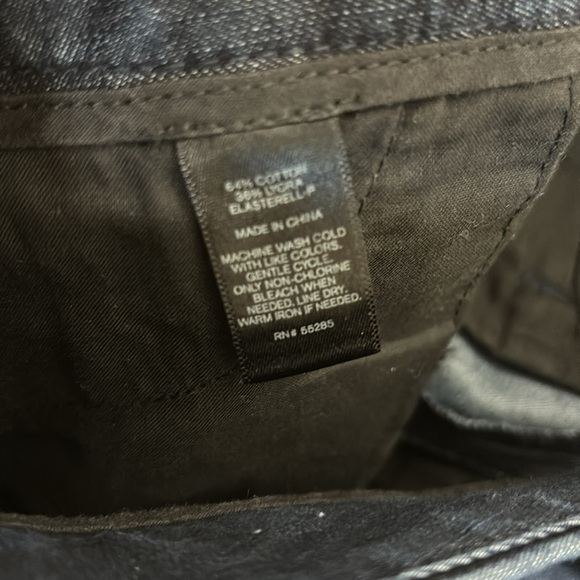 64% COTTON
36% LYCRA
ELASTERELL-P
MADE IN CHINA
MACHINE WASH COLD
WITH LIKE COLORS.
GENTLE CYCLE.
ONLY NON-CHLORINE
BLEACH WHEN
NEEDED. LINE DRY.
WARM IRON IF NEEDED.
RN# 55285